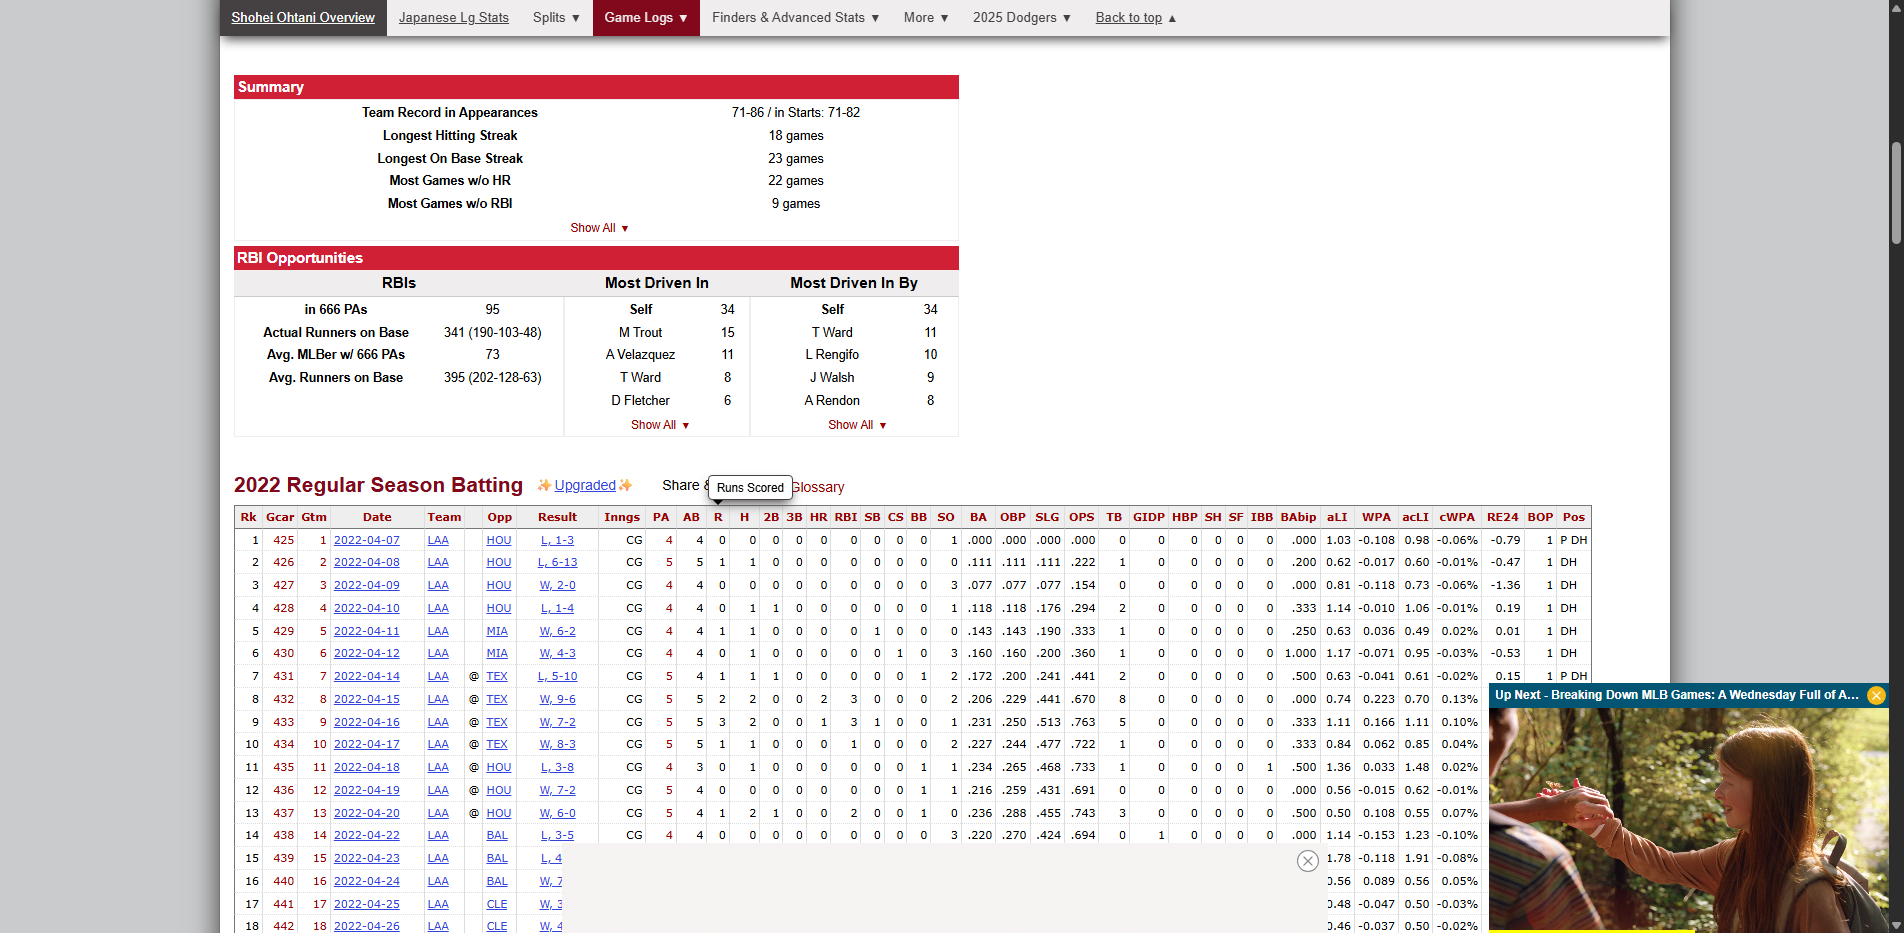 Shohei Ohtani Overview Japanese Lg Stats Splits ▼ Game Logs ▼ Finders & Advanced Stats ▼ More ▼ 2025 Dodgers ▼ Back to top ▲
Summary
Team Record in Appearances 71-86 / in Starts: 71-82
Longest Hitting Streak 18 games
Longest On Base Streak 23 games
Most Games w/o HR 22 games
Most Games w/o RBI 9 games
Show All ▼
RBI Opportunities
RBIs Most Driven In Most Driven In By
in 666 PAs 95 Self 34 Self 34
Actual Runners on Base 341 (190-103-48) M Trout 15 T Ward 11
Avg. MLBer w/ 666 PAs 73 A Velazquez 11 L Rengifo 10
Avg. Runners on Base 395 (202-128-63) T Ward 8 J Walsh 9
D Fletcher 6 A Rendon 8
Show All ▼ Show All ▼
2022 Regular Season Batting ✨Upgraded✨ Share & Runs Scored Glossary
Rk Gcar Gtm Date Team Opp Result Inngs PA AB R H 2B 3B HR RBI SB CS BB SO BA OBP SLG OPS TB GIDP HBP SH SF IBB BAbip aLI WPA acLI cWPA RE24 BOP Pos
1 425 1 2022-04-07 LAA HOU L, 1-3 CG 4 4 0 0 0 0 0 0 0 0 0 1 .000 .000 .000 .000 0 0 0 0 0 0 .000 1.03 -0.108 0.98 -0.06% -0.79 1 P DH
2 426 2 2022-04-08 LAA HOU L, 6-13 CG 5 5 1 1 0 0 0 0 0 0 0 0 .111 .111 .111 .222 1 0 0 0 0 0 .200 0.62 -0.017 0.60 -0.01% -0.47 1 DH
3 427 3 2022-04-09 LAA HOU W, 2-0 CG 4 4 0 0 0 0 0 0 0 0 0 3 .077 .077 .077 .154 0 0 0 0 0 0 .000 0.81 -0.118 0.73 -0.06% -1.36 1 DH
4 428 4 2022-04-10 LAA HOU L, 1-4 CG 4 4 0 1 1 0 0 0 0 0 0 1 .118 .118 .176 .294 2 0 0 0 0 0 .333 1.14 -0.010 1.06 -0.01% 0.19 1 DH
5 429 5 2022-04-11 LAA MIA W, 6-2 CG 4 4 1 1 0 0 0 0 1 0 0 0 .143 .143 .190 .333 1 0 0 0 0 0 .250 0.63 0.036 0.49 0.02% 0.01 1 DH
6 430 6 2022-04-12 LAA MIA W, 4-3 CG 4 4 0 1 0 0 0 0 0 1 0 3 .160 .160 .200 .360 1 0 0 0 0 0 1.000 1.17 -0.071 0.95 -0.03% -0.53 1 DH
7 431 7 2022-04-14 LAA @ TEX L, 5-10 CG 5 4 1 1 1 0 0 0 0 0 1 2 .172 .200 .241 .441 2 0 0 0 0 0 .500 0.63 -0.041 0.61 -0.02% 0.15 1 P DH
8 432 8 2022-04-15 LAA @ TEX W, 9-6 CG 5 5 2 2 0 0 2 3 0 0 0 2 .206 .229 .441 .670 8 0 0 0 0 0 .000 0.74 0.223 0.70 0.13%
9 433 9 2022-04-16 LAA @ TEX W, 7-2 CG 5 5 3 2 0 0 1 3 1 0 0 1 .231 .250 .513 .763 5 0 0 0 0 0 .333 1.11 0.166 1.11 0.10%
10 434 10 2022-04-17 LAA @ TEX W, 8-3 CG 5 5 1 1 0 0 0 1 0 0 0 2 .227 .244 .477 .722 1 0 0 0 0 0 .333 0.84 0.062 0.85 0.04%
11 435 11 2022-04-18 LAA @ HOU L, 3-8 CG 4 3 0 1 0 0 0 0 0 0 1 1 .234 .265 .468 .733 1 0 0 0 0 1 .500 1.36 0.033 1.48 0.02%
12 436 12 2022-04-19 LAA @ HOU W, 7-2 CG 5 4 0 0 0 0 0 0 0 0 1 1 .216 .259 .431 .691 0 0 0 0 0 0 .000 0.56 -0.015 0.62 -0.01%
13 437 13 2022-04-20 LAA @ HOU W, 6-0 CG 5 4 1 2 1 0 0 2 0 0 1 0 .236 .288 .455 .743 3 0 0 0 0 0 .500 0.50 0.108 0.55 0.07%
14 438 14 2022-04-22 LAA BAL L, 3-5 CG 4 4 0 0 0 0 0 0 0 0 0 3 .220 .270 .424 .694 0 1 0 0 0 0 .000 1.14 -0.153 1.23 -0.10%
15 439 15 2022-04-23 LAA BAL L, 4 1.78 -0.118 1.91 -0.08%
16 440 16 2022-04-24 LAA BAL W, 7 0.56 0.089 0.56 0.05%
17 441 17 2022-04-25 LAA CLE W, 3 0.48 -0.047 0.50 -0.03%
18 442 18 2022-04-26 LAA CLE W, 4 0.46 -0.037 0.50 -0.02%
Up Next - Breaking Down MLB Games: A Wednesday Full of A...